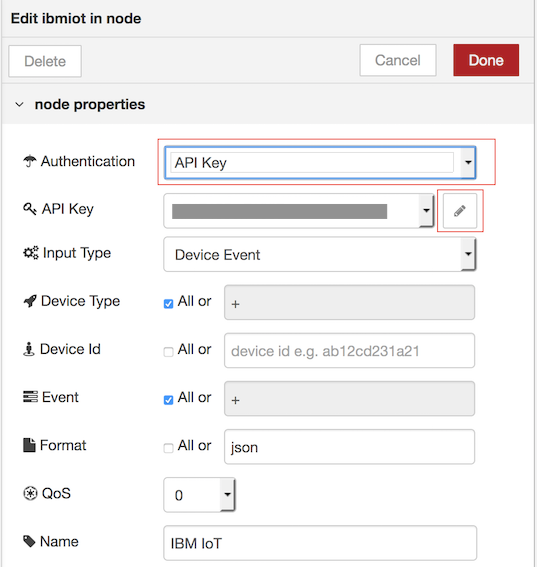 Edit ibmiot in node
Delete Cancel Done
node properties
Authentication API Key
API Key
Input Type Device Event
Device Type All or +
Device Id All or device id e.g. ab12cd231a21
Event All or +
Format All or json
QoS 0
Name IBM IoT